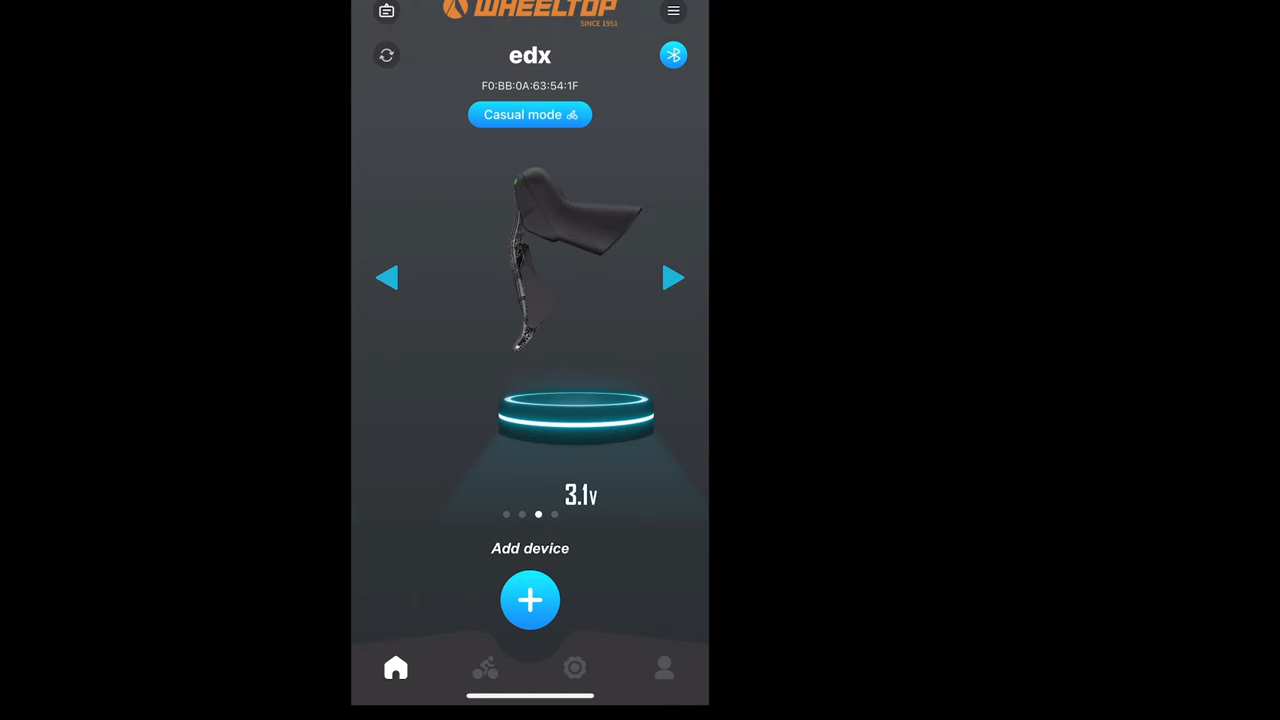 WHEELTOP
SINCE 1951
edx
F0:BB:0A:63:54:1F
Casual mode
3.1v
Add device